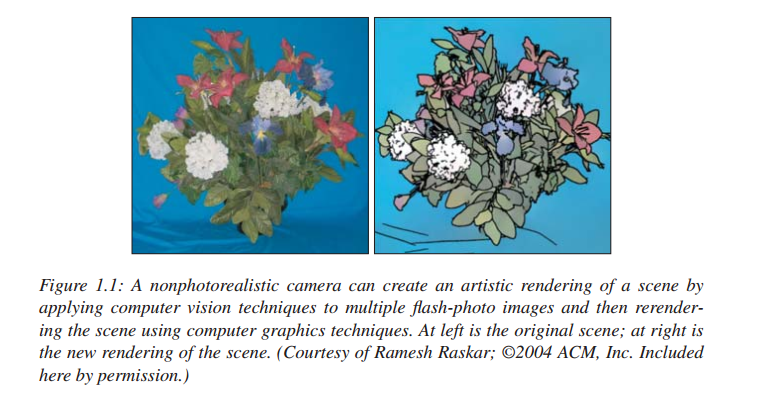 Figure 1.1: A nonphotorealistic camera can create an artistic rendering of a scene by
applying computer vision techniques to multiple flash-photo images and then rerender-
ing the scene using computer graphics techniques. At left is the original scene; at right is
the new rendering of the scene. (Courtesy of Ramesh Raskar; ©2004 ACM, Inc. Included
here by permission.)